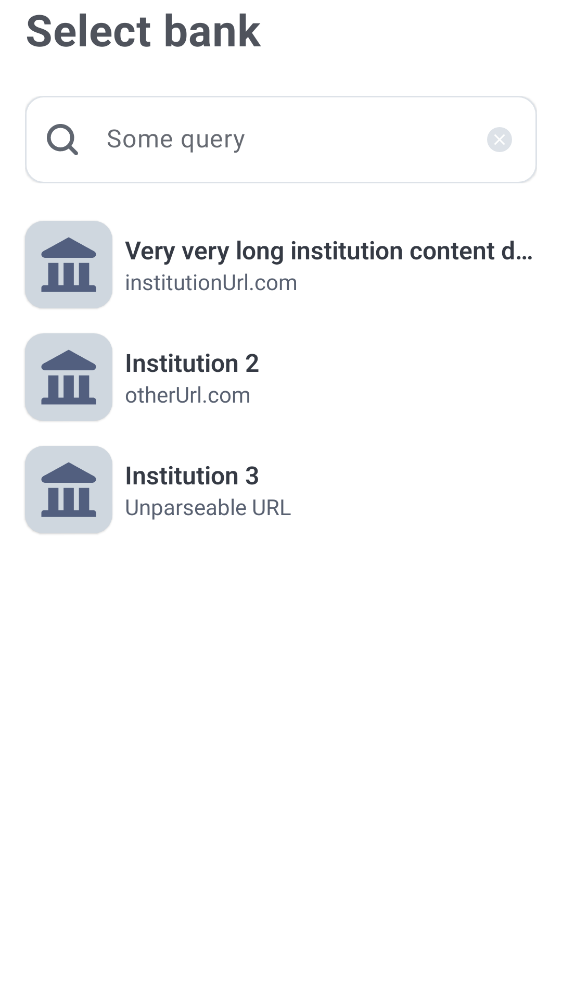 Select bank
Some query
Very very long institution content d...
institutionUrl.com
Institution 2
otherUrl.com
Institution 3
Unparseable URL